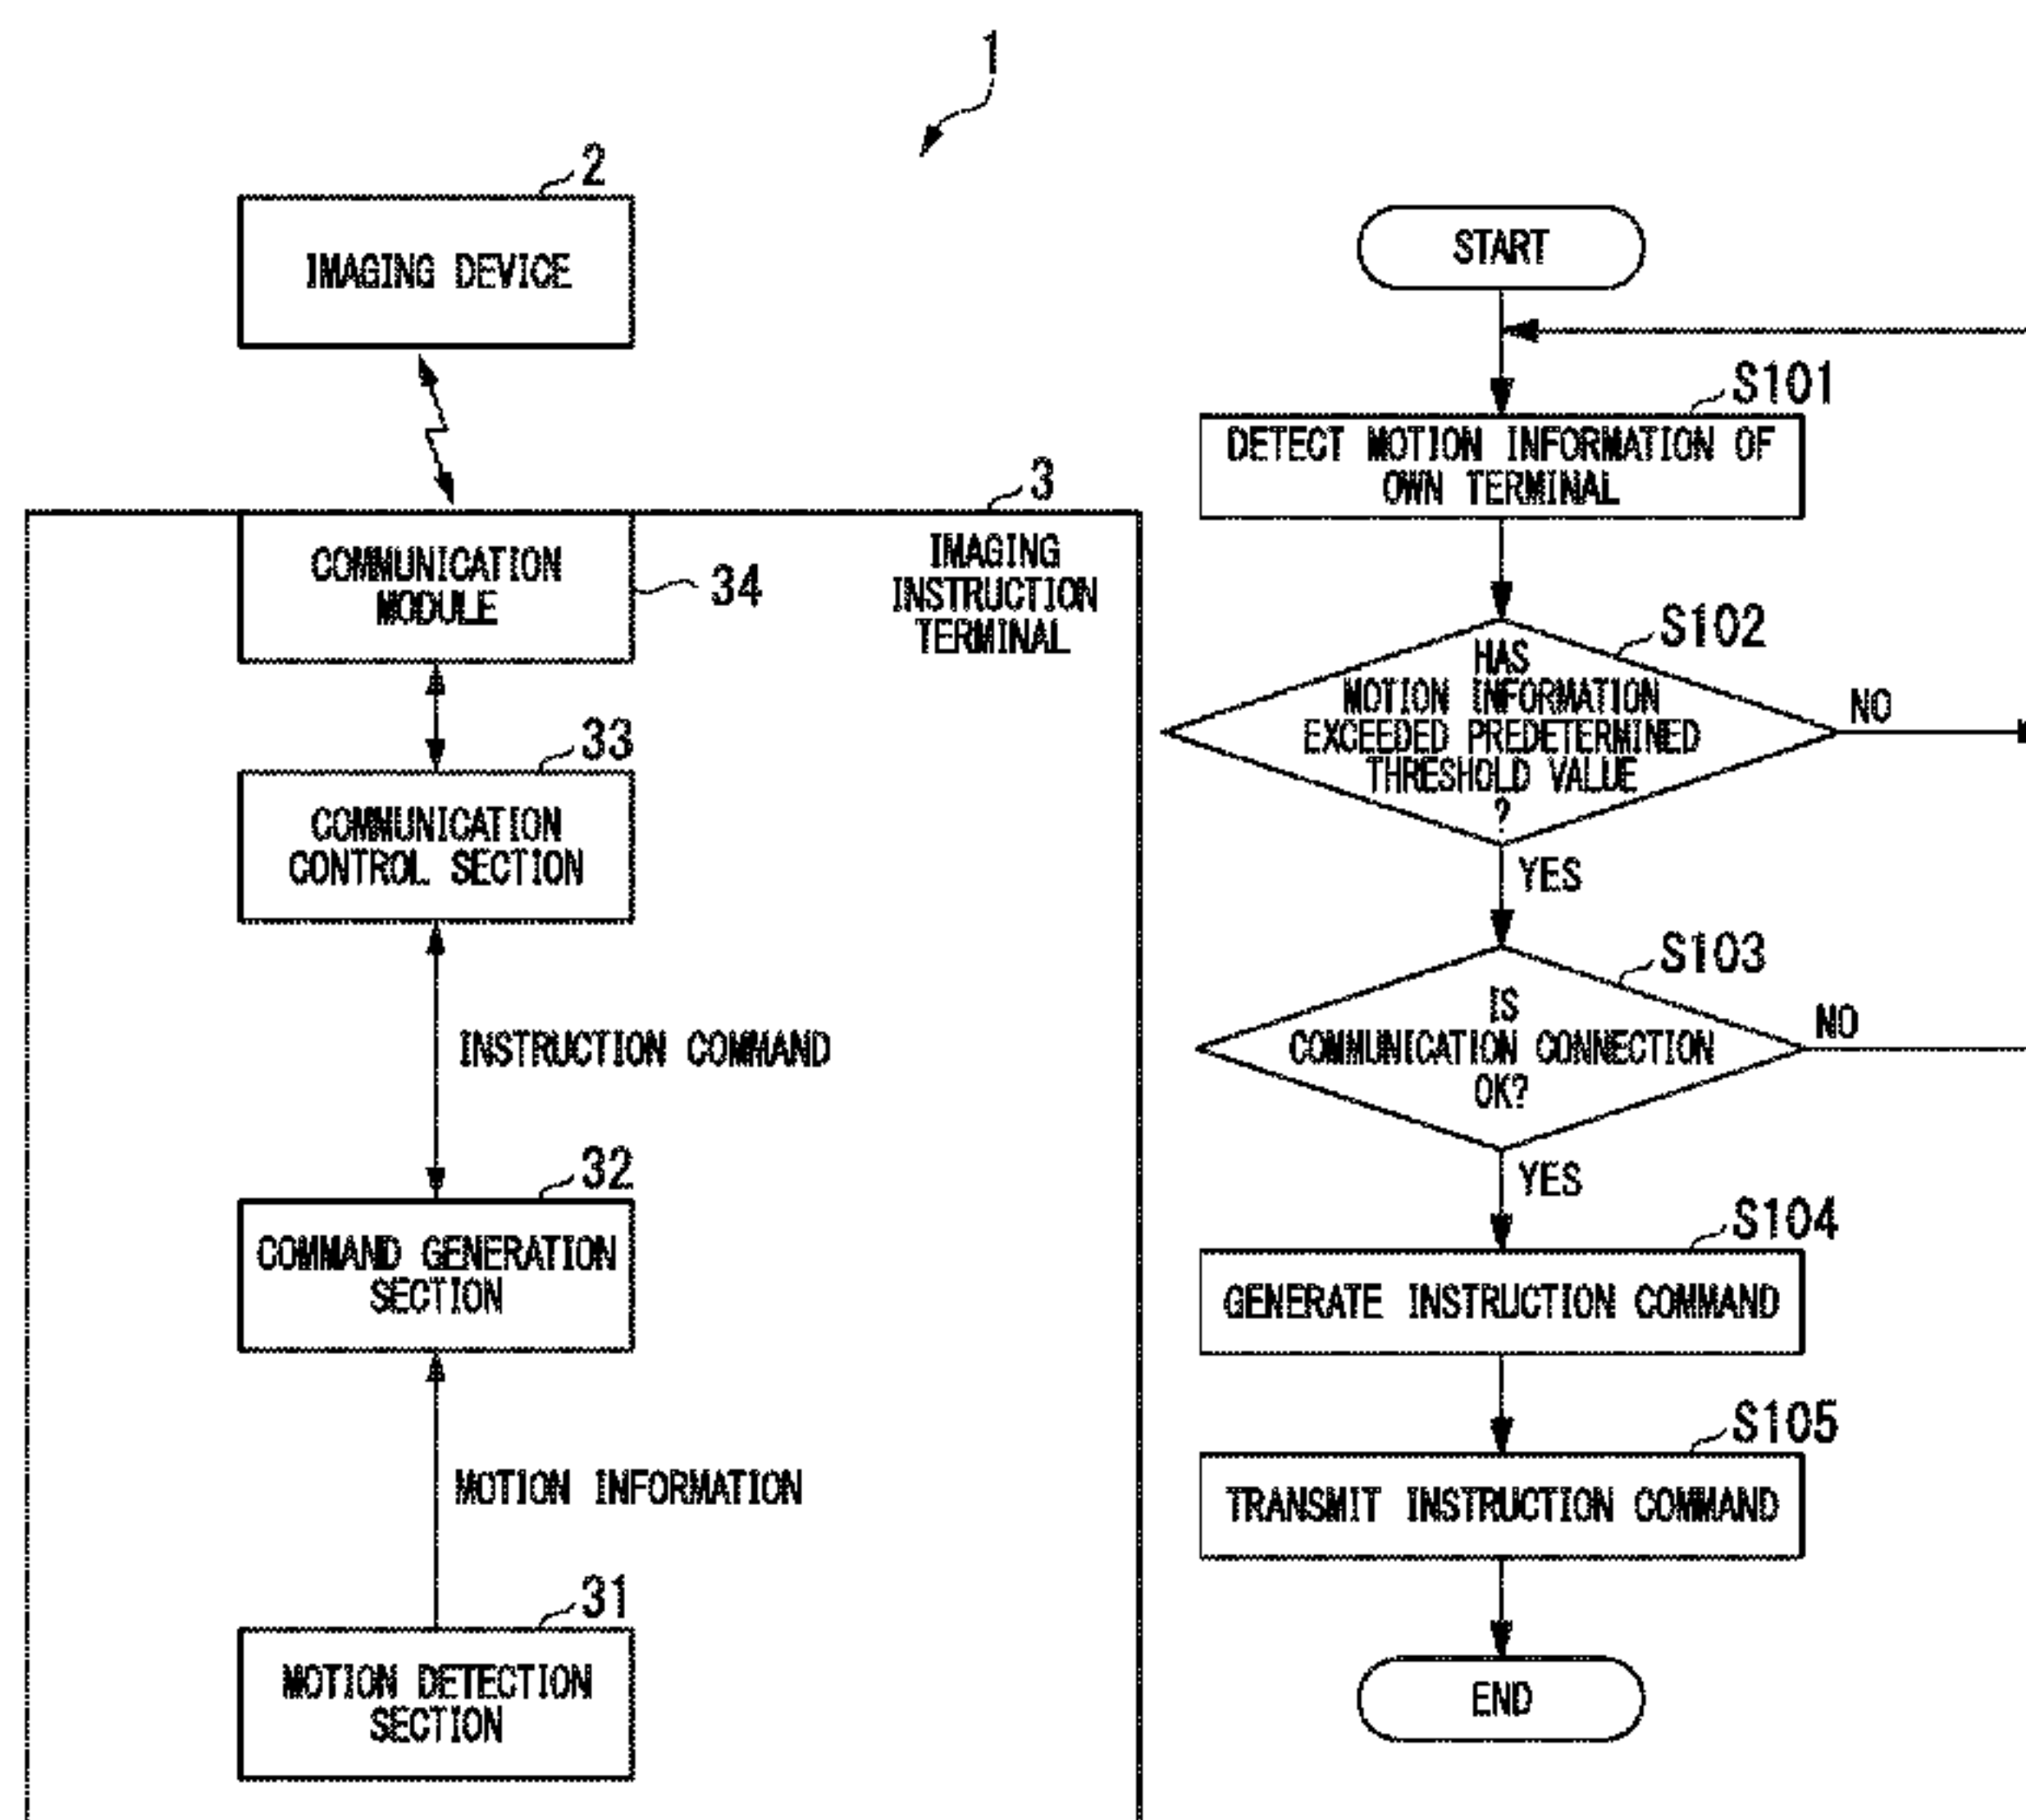 1
2
IMAGING DEVICE
3
IMAGING
INSTRUCTION
TERMINAL
COMMUNICATION
MODULE
34
33
COMMUNICATION
CONTROL SECTION
INSTRUCTION COMMAND
32
COMMAND GENERATION
SECTION
MOTION INFORMATION
31
MOTION DETECTION
SECTION
START
S101
DETECT MOTION INFORMATION OF
OWN TERMINAL
S102
HAS
MOTION INFORMATION
EXCEEDED PREDETERMINED
THRESHOLD VALUE
?
NO
YES
S103
IS
COMMUNICATION CONNECTION
OK?
NO
YES
S104
GENERATE INSTRUCTION COMMAND
S105
TRANSMIT INSTRUCTION COMMAND
END